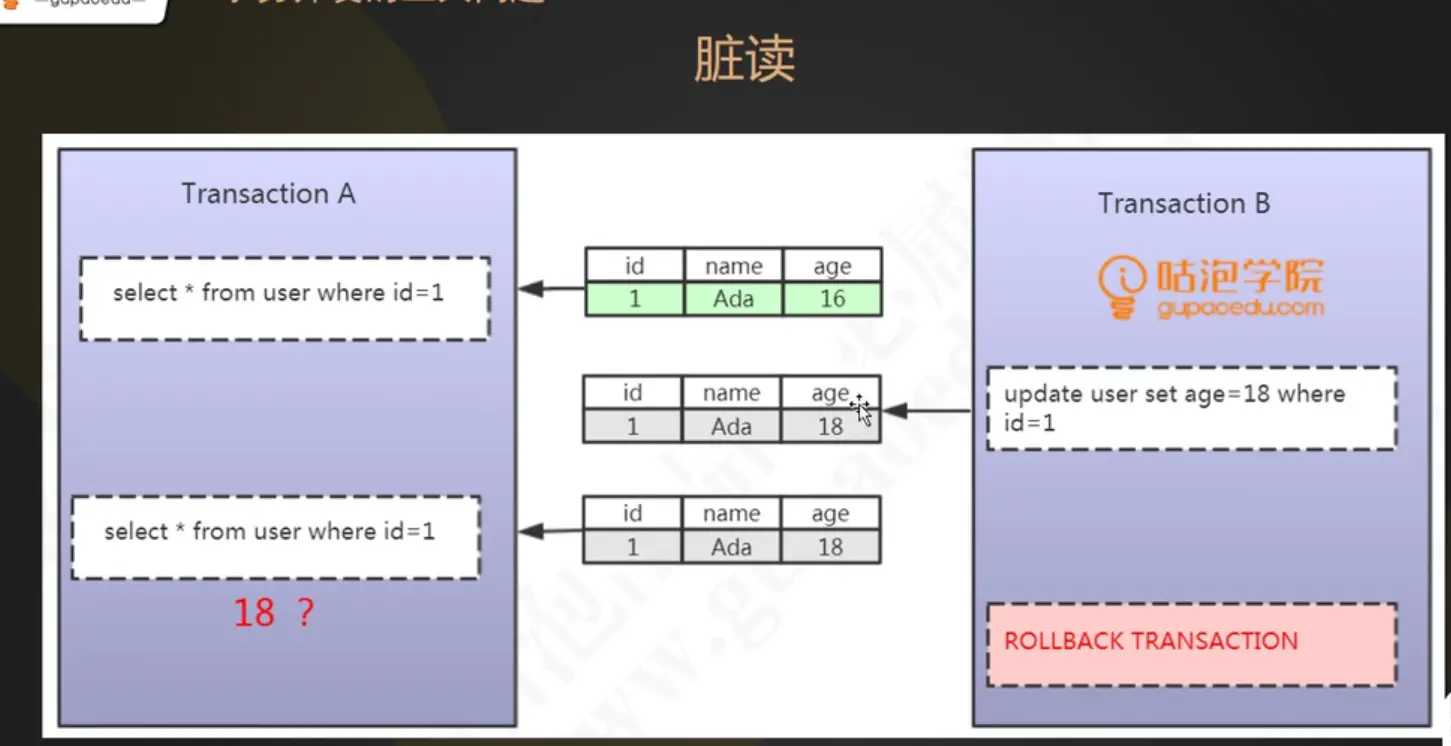 脏读
Transaction A
Transaction B
咕泡学院
gupaoedu.com
select * from user where id=1
id name age
1 Ada 16
update user set age=18 where
id=1
id name age
1 Ada 18
select * from user where id=1
id name age
1 Ada 18
18 ?
ROLLBACK TRANSACTION